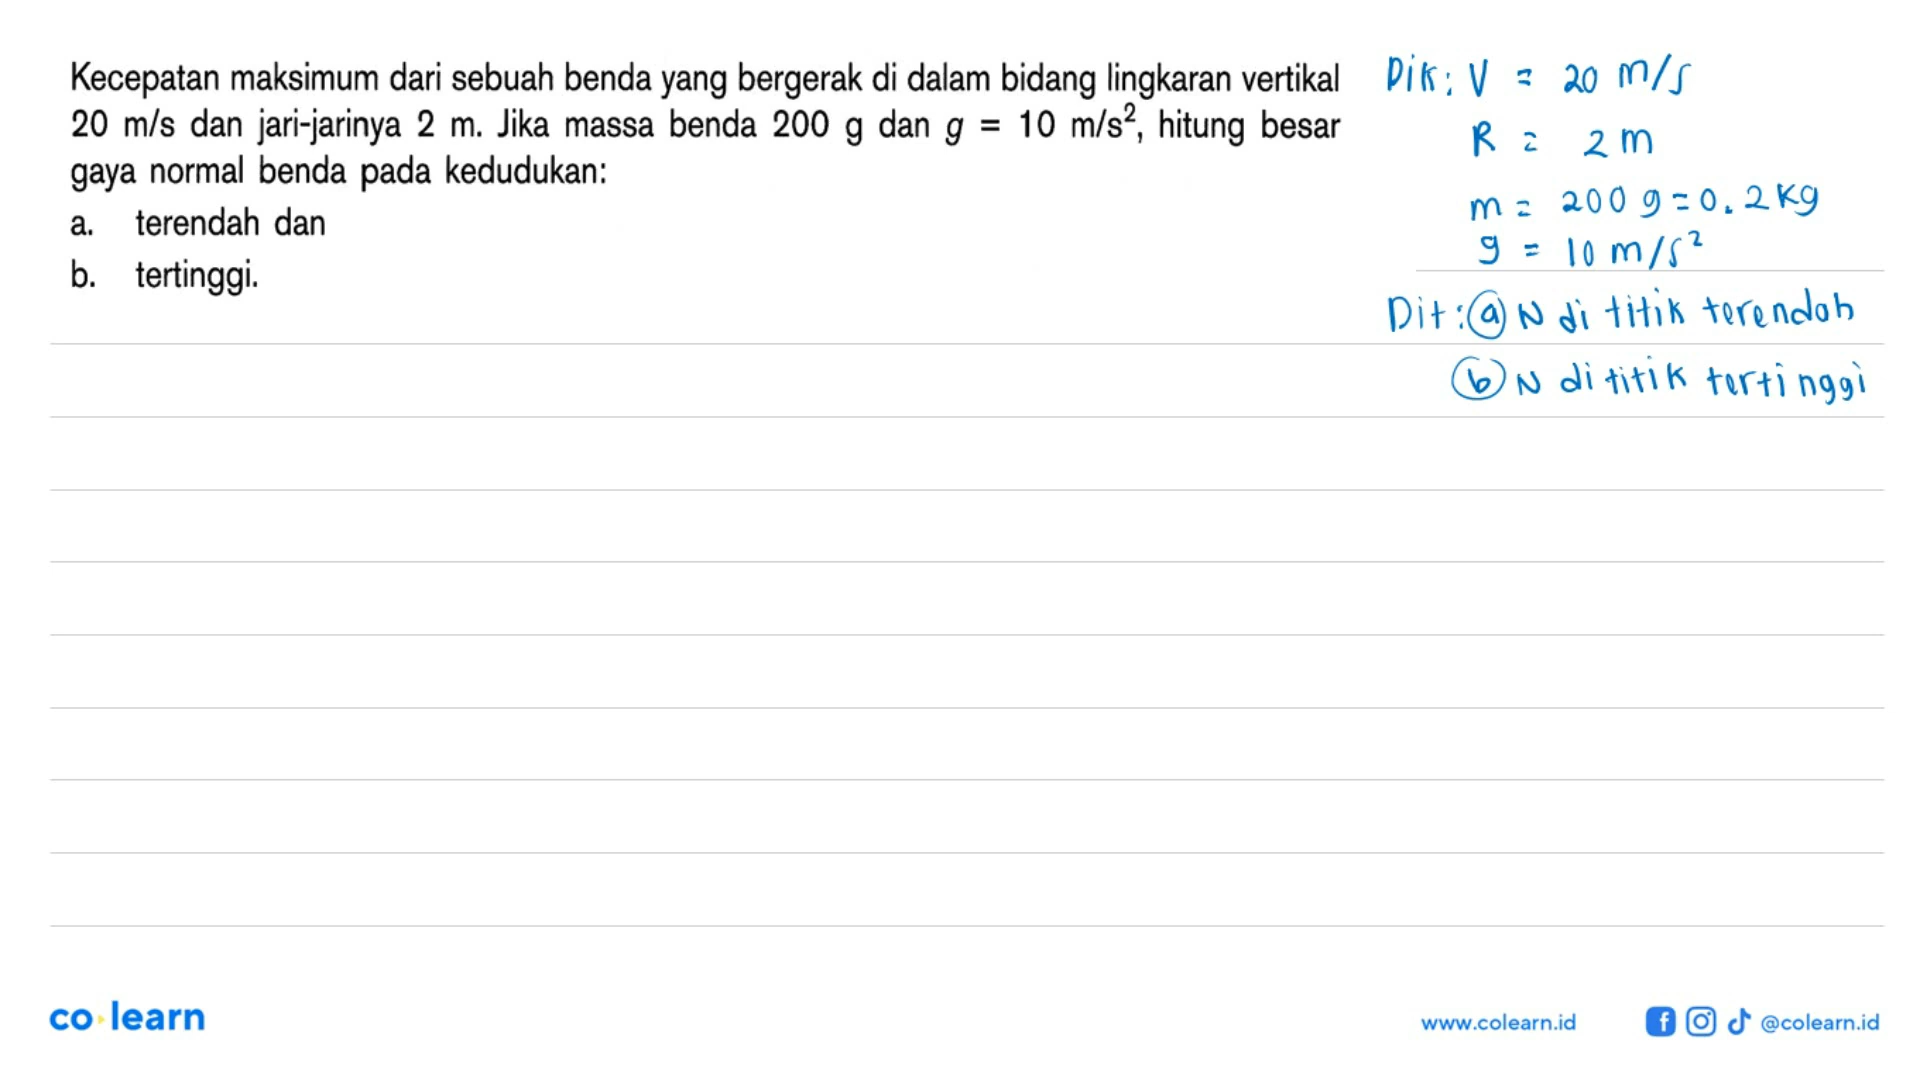 Kecepatan maksimum dari sebuah benda yang bergerak di dalam bidang lingkaran vertikal
20 m/s dan jari-jarinya 2 m. Jika massa benda 200 g dan g = 10 m/s², hitung besar
gaya normal benda pada kedudukan:
a. terendah dan
b. tertinggi.
Dik: V = 20 m/s
R = 2 m
m = 200 g = 0.2 kg
g = 10 m/s²
Dit: (a) N di titik terendah
(b) N di titik tertinggi
co learn
www.colearn.id @colearn.id